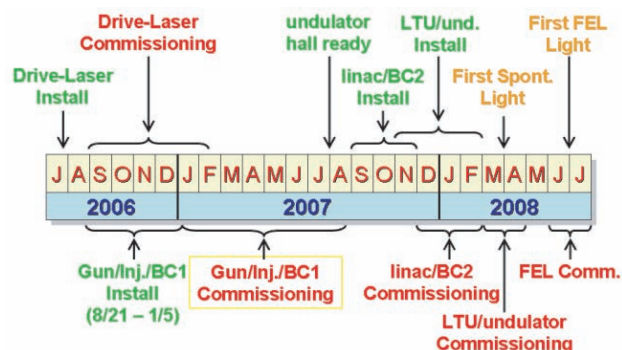 Drive-Laser
Commissioning
undulator
hall ready
LTU/und.
Install
First FEL
Light
Drive-Laser
Install
linac/BC2
Install
First Spont.
Light
J A S O N D J F M A M J J A S O N D J F M A M J J
2006 2007 2008
Gun/Inj./BC1
Install
(8/21 – 1/5)
Gun/Inj./BC1
Commissioning
linac/BC2
Commissioning
FEL Comm.
LTU/undulator
Commissioning